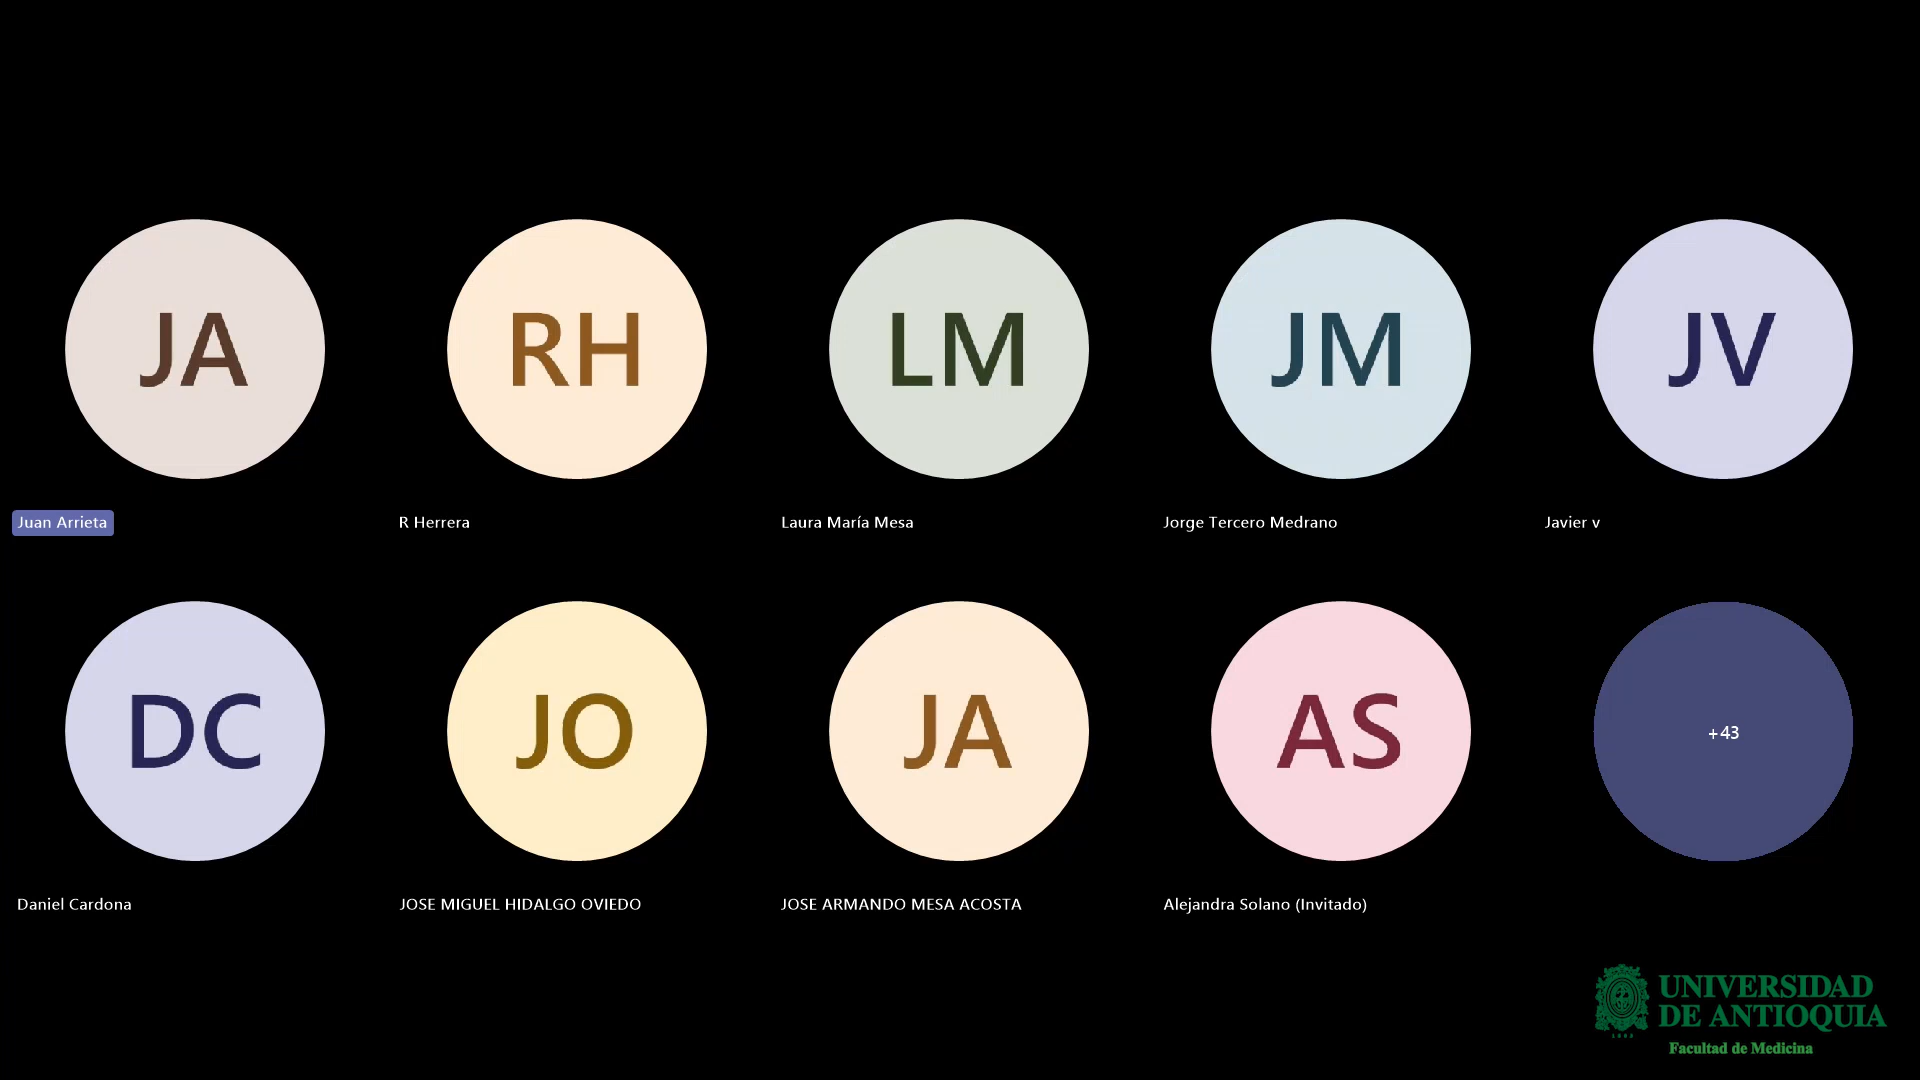 JA
RH
LM
JM
JV
Juan Arrieta
R Herrera
Laura María Mesa
Jorge Tercero Medrano
Javier v
DC
JO
JA
AS
+43
Daniel Cardona
JOSE MIGUEL HIDALGO OVIEDO
JOSE ARMANDO MESA ACOSTA
Alejandra Solano (Invitado)
UNIVERSIDAD
DE ANTIOQUIA
1803
Facultad de Medicina